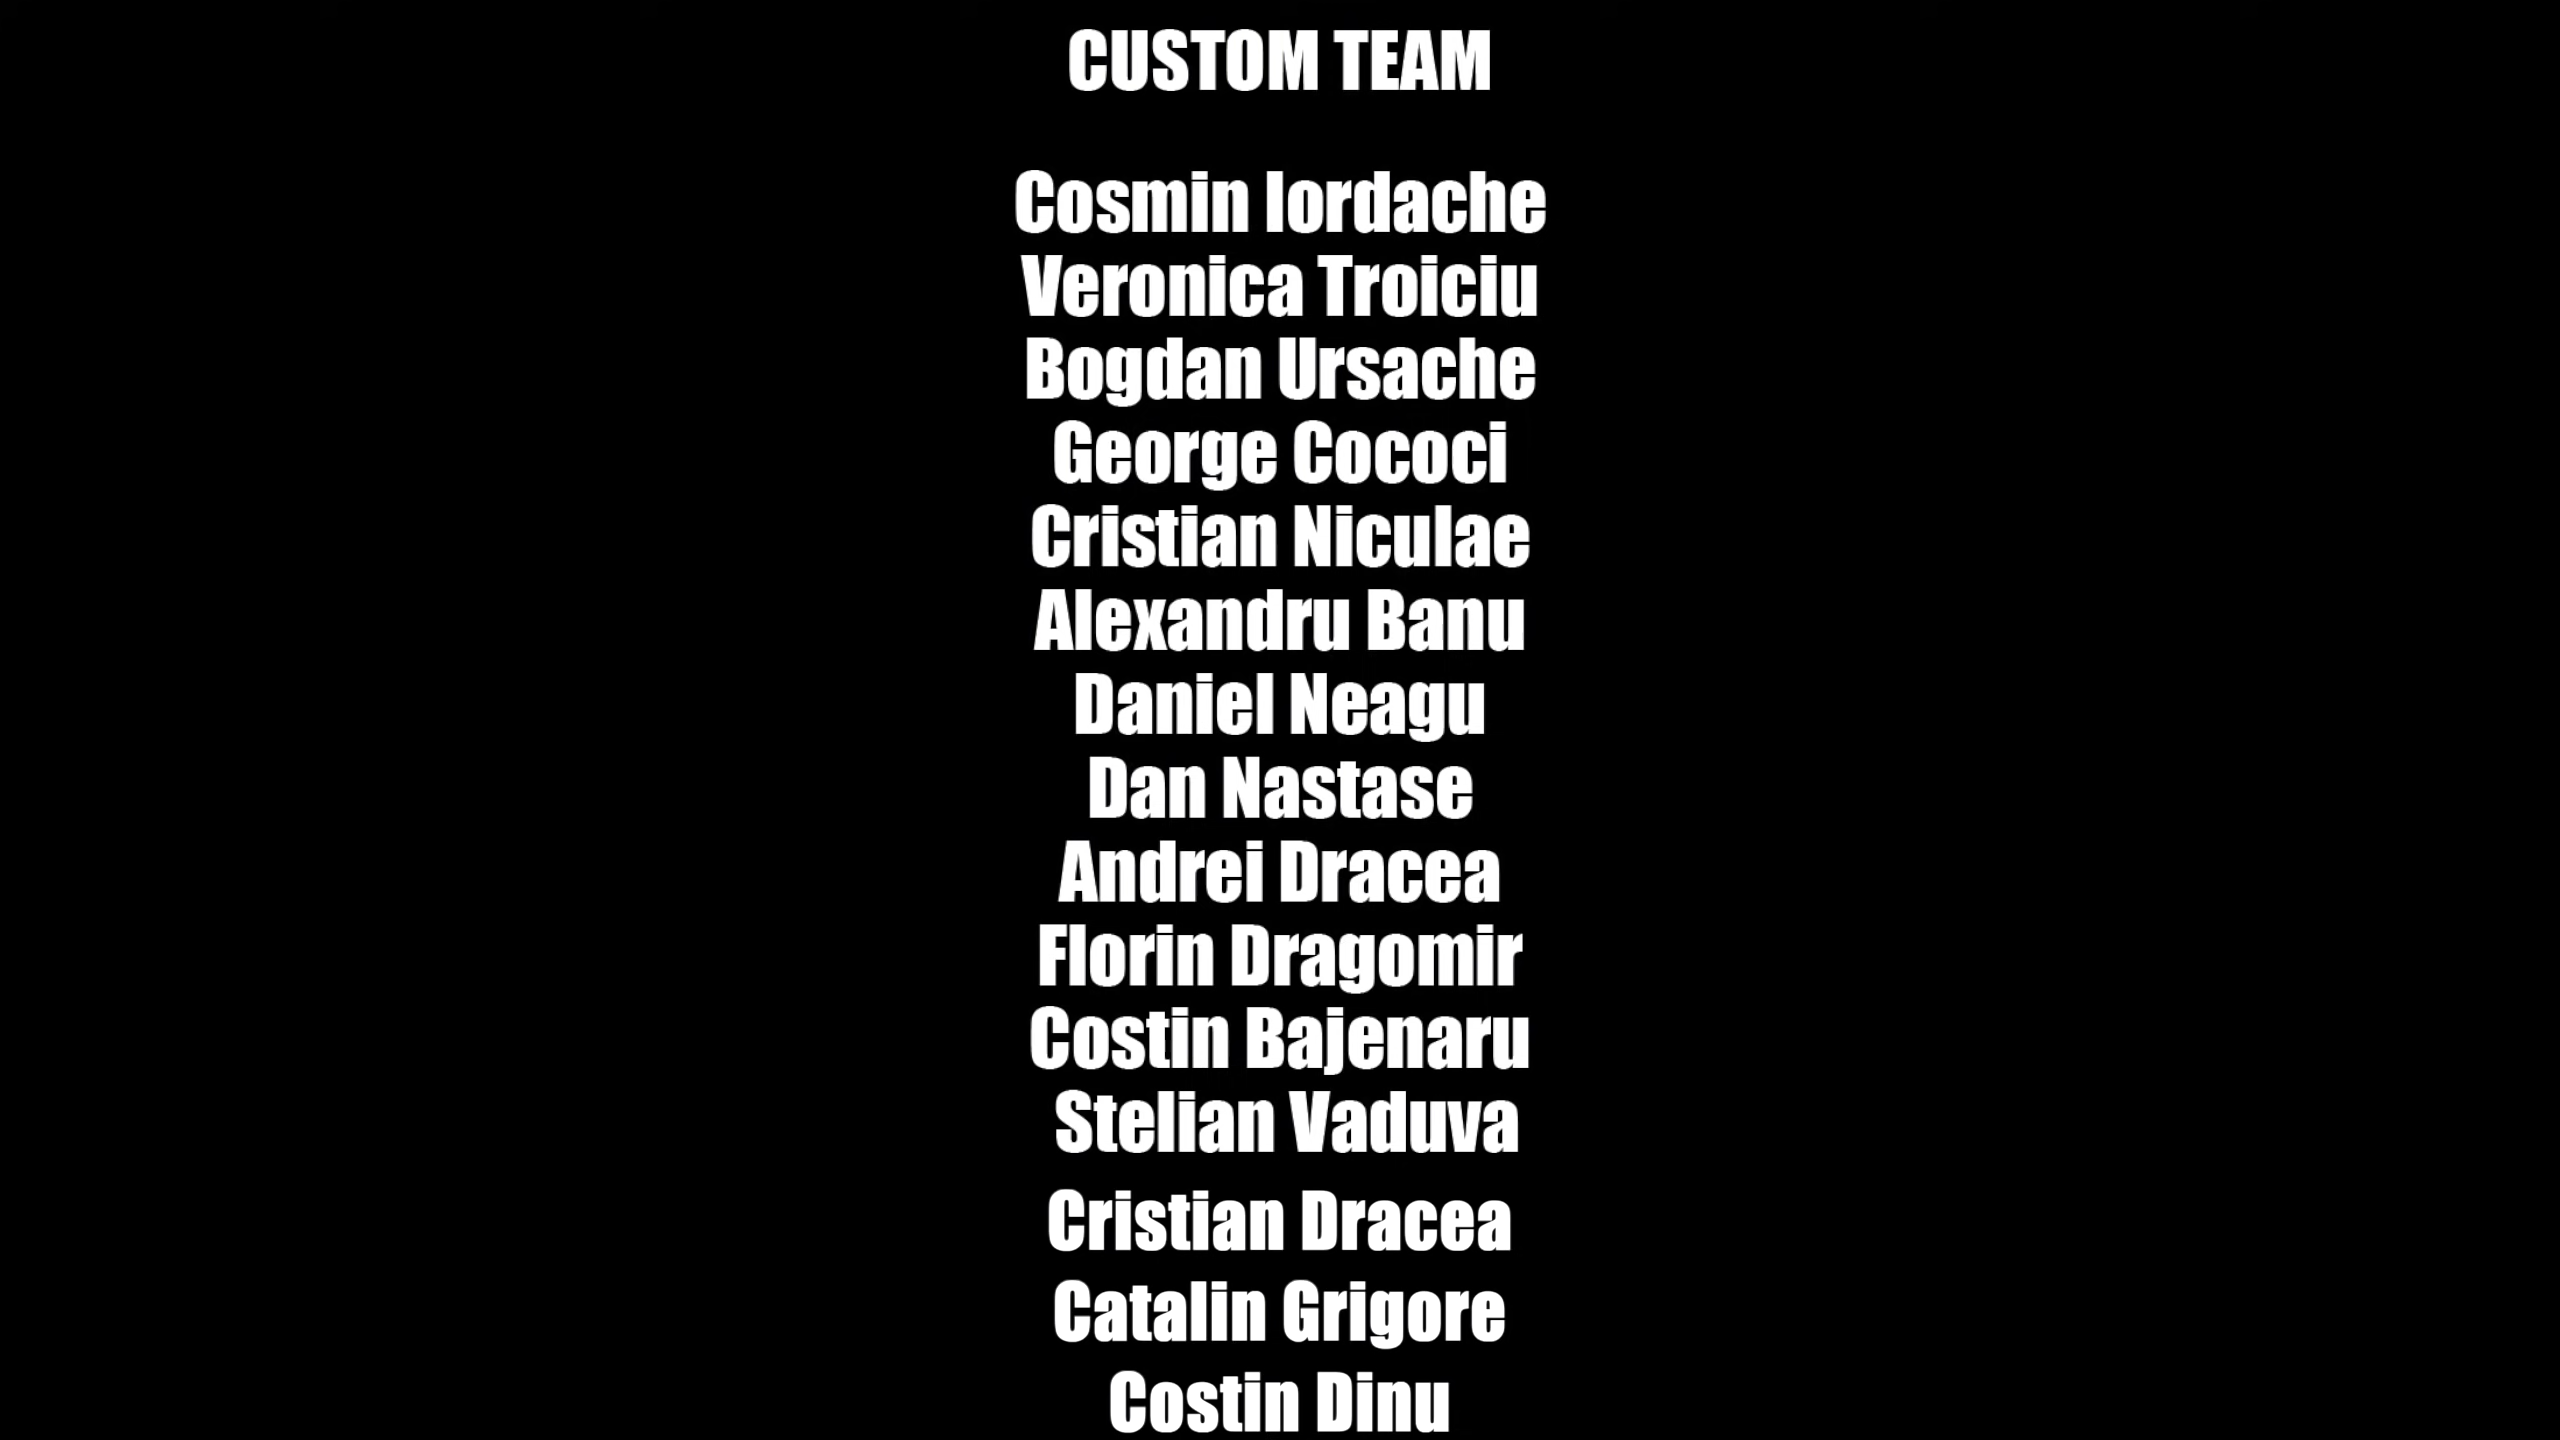 CUSTOM TEAM
Cosmin Iordache
Veronica Troiciu
Bogdan Ursache
George Cococi
Cristian Niculae
Alexandru Banu
Daniel Neagu
Dan Nastase
Andrei Dracea
Florin Dragomir
Costin Bajenaru
Stelian Vaduva
Cristian Dracea
Catalin Grigore
Costin Dinu